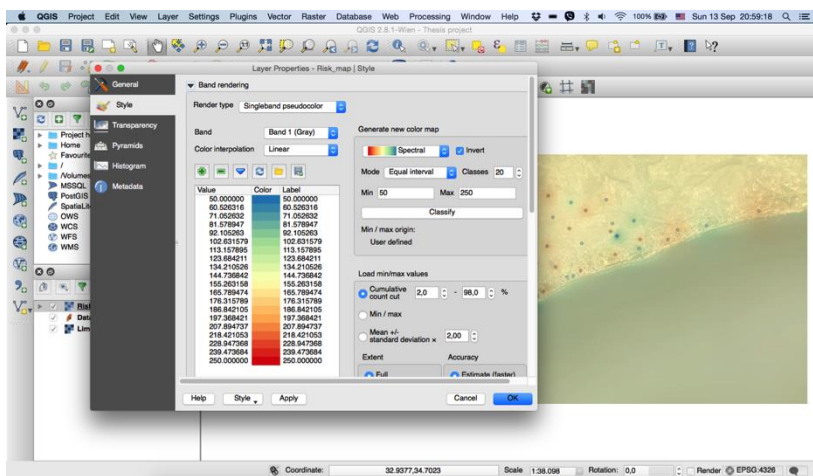 QGIS Project Edit View Layer Settings Plugins Vector Raster Database Web Processing Window Help 100% Sun 13 Sep 20:59:18
QGIS 2.8.1-Wien - Thesis project
Layer Properties - Risk_map | Style
General
Style
Transparency
Pyramids
Histogram
Metadata
Band rendering
Render type Singleband pseudocolor
Band Band 1 (Gray)
Color interpolation Linear
Value Color Label
50.000000 50.000000
60.526316 60.526316
71.052632 71.052632
81.578947 81.578947
92.105263 92.105263
102.631579 102.631579
113.157895 113.157895
123.684211 123.684211
134.210526 134.210526
144.736842 144.736842
155.263158 155.263158
165.789474 165.789474
176.315789 176.315789
186.842105 186.842105
197.368421 197.368421
207.894737 207.894737
218.421053 218.421053
228.947368 228.947368
239.473684 239.473684
250.000000 250.000000
Generate new color map
Spectral Invert
Mode Equal interval Classes 20
Min 50 Max 250
Classify
Min / max origin:
User defined
Load min/max values
Cumulative count cut 2,0 - 98,0 %
Min / max
Mean +/- standard deviation × 2,00
Extent Accuracy
Full Estimate (faster)
Help Style Apply Cancel OK
Project h
Home
Favourite
/
/Volumes
MSSQL
PostGIS
SpatiaLit
OWS
WCS
WFS
WMS
Ris
Data
Lim
Coordinate: 32.9377,34.7023 Scale 1:38.098 Rotation: 0,0 Render EPSG:4326